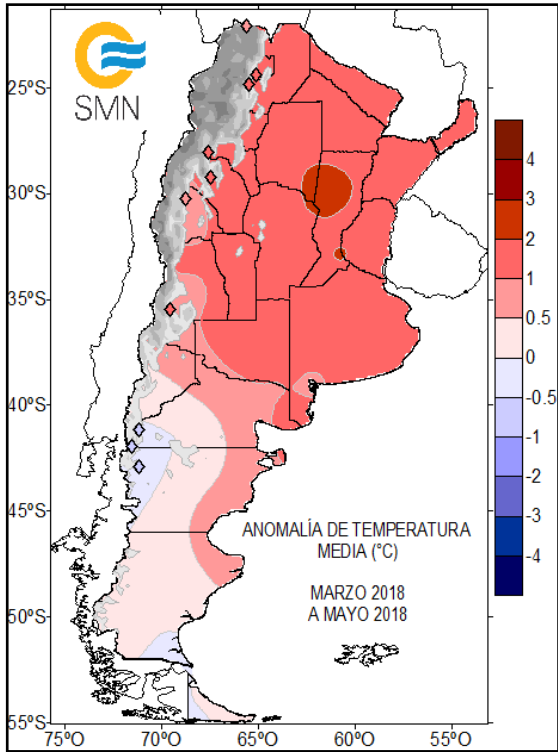 SMN
25ºS
30ºS
35ºS
40ºS
45ºS
50ºS
55ºS
75ºO
70ºO
65ºO
60ºO
55ºO
4
3
2
1
0.5
0
-0.5
-1
-2
-3
-4
ANOMALÍA DE TEMPERATURA
MEDIA (°C)
MARZO 2018
A MAYO 2018